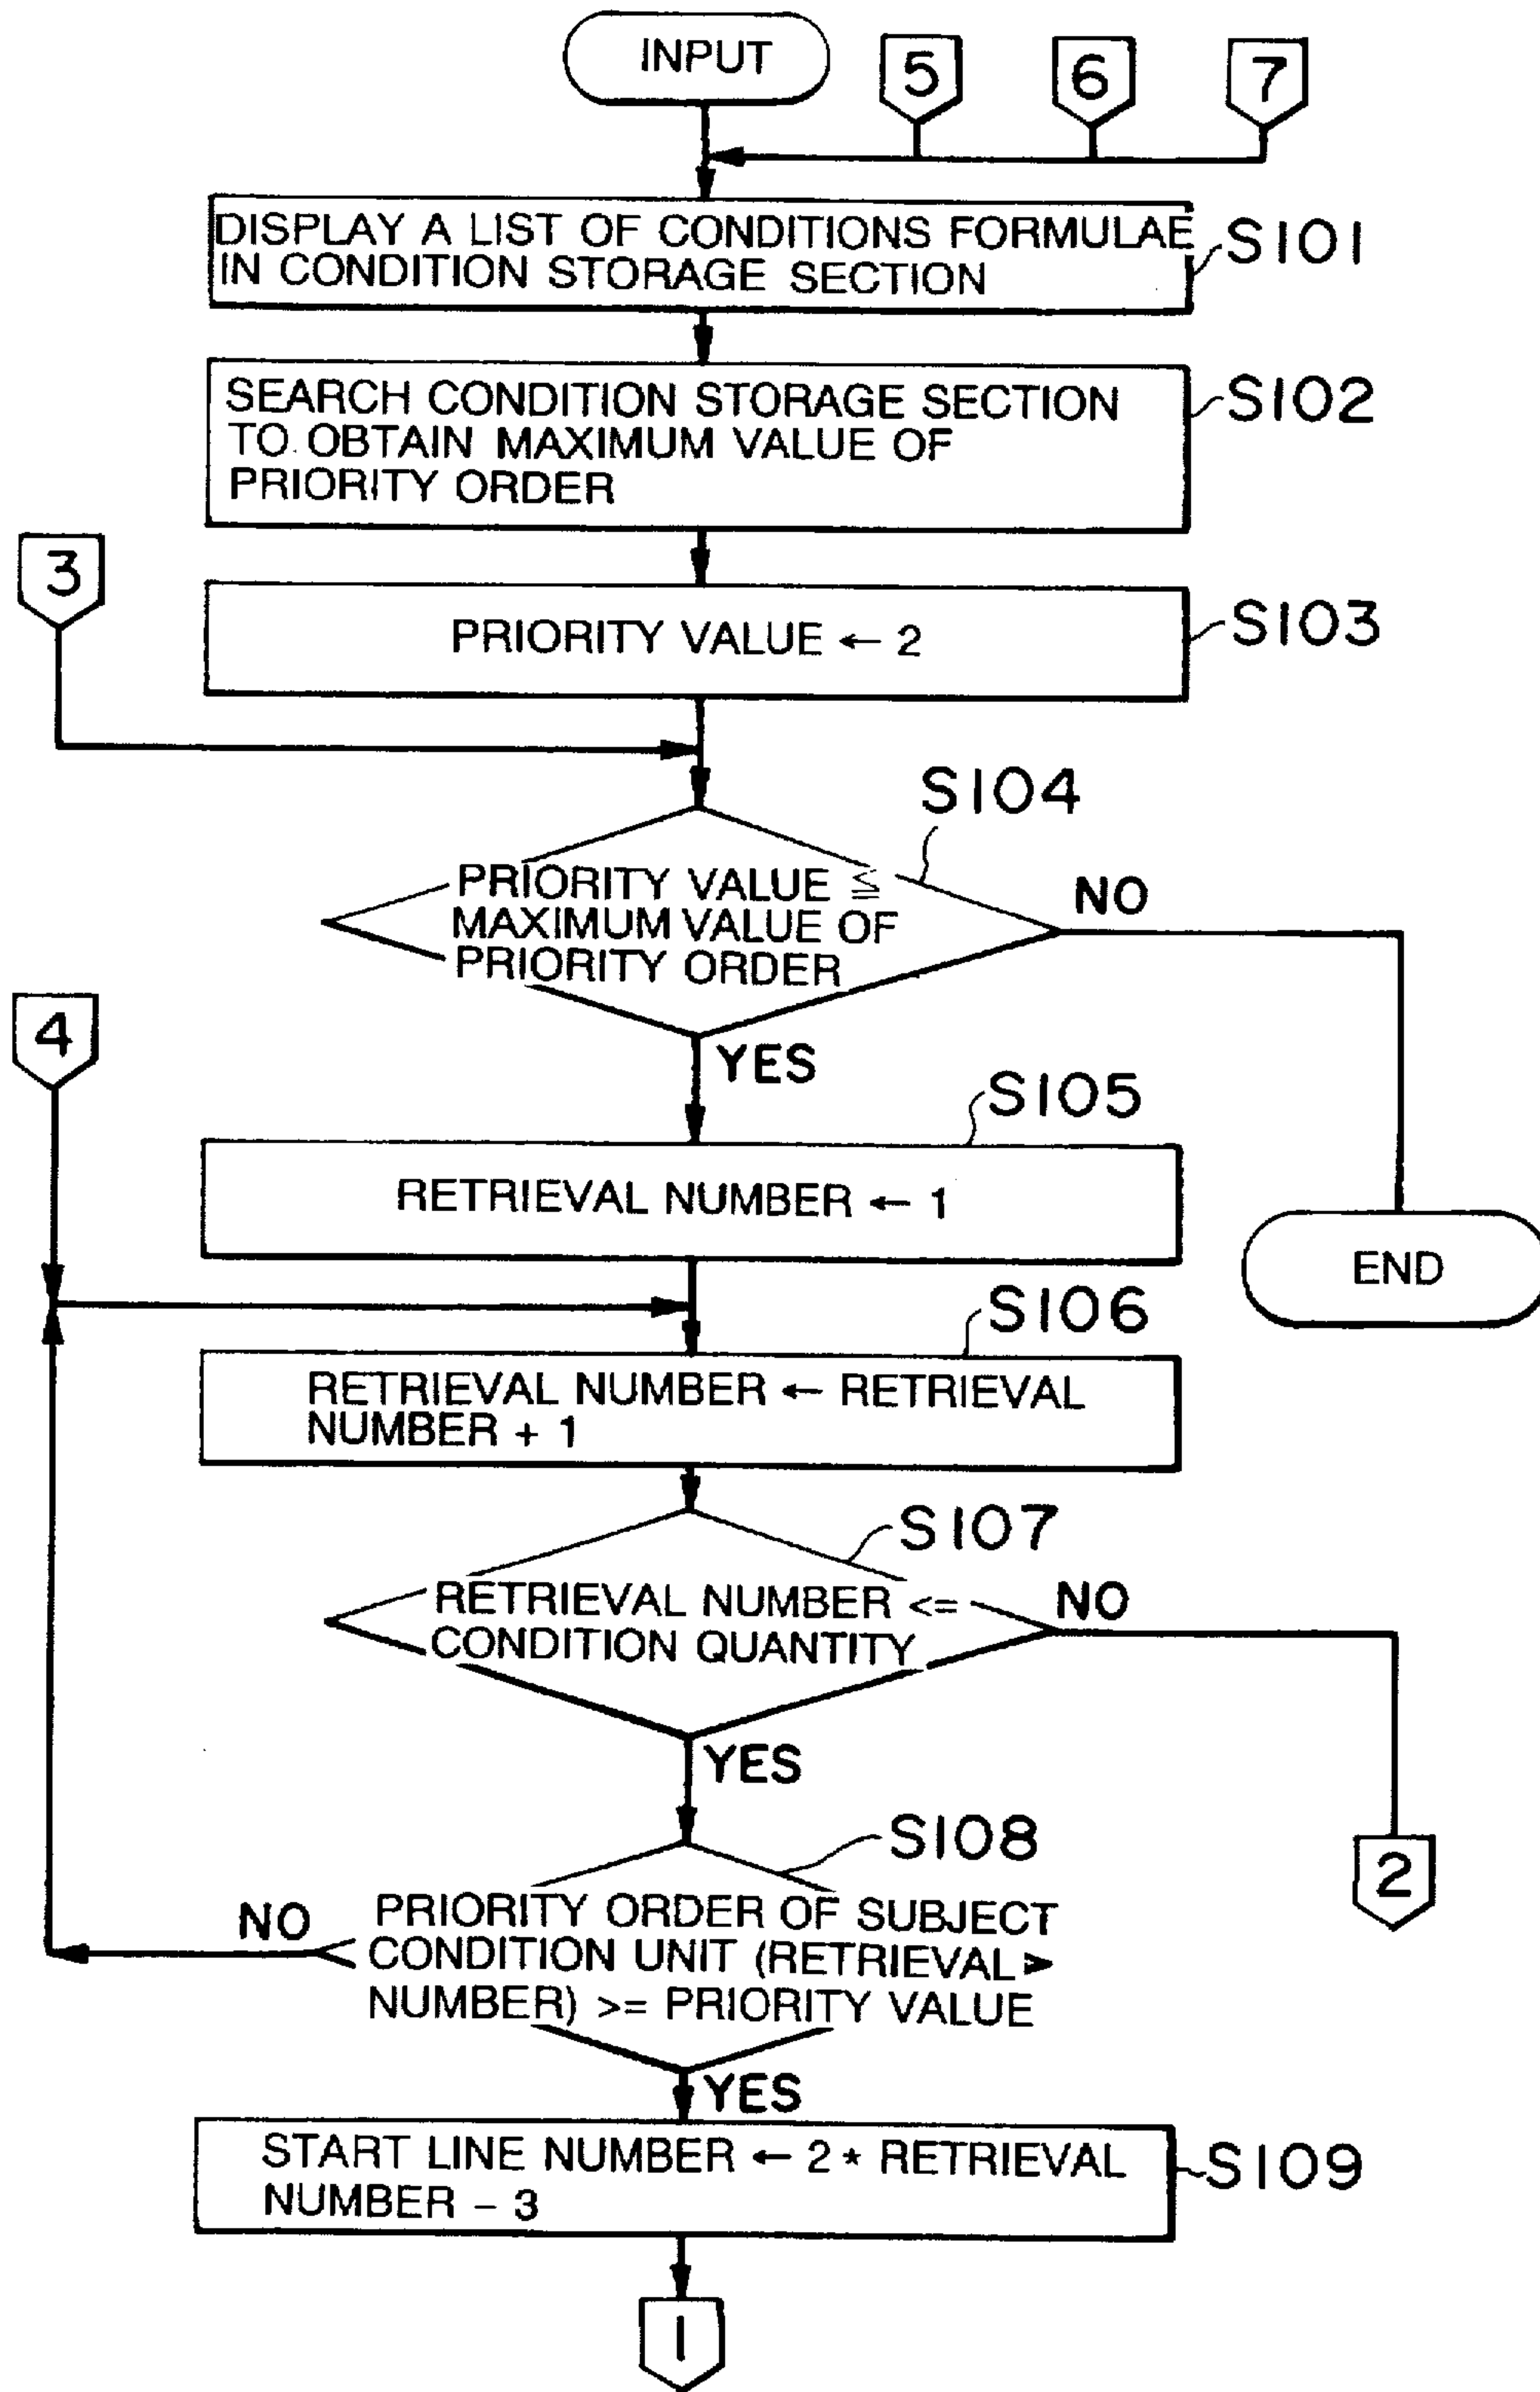 INPUT
5
6
7
DISPLAY A LIST OF CONDITIONS FORMULAE
IN CONDITION STORAGE SECTION
S101
SEARCH CONDITION STORAGE SECTION
TO OBTAIN MAXIMUM VALUE OF
PRIORITY ORDER
S102
3
PRIORITY VALUE ← 2
S103
S104
PRIORITY VALUE ≦
MAXIMUM VALUE OF
PRIORITY ORDER
NO
4
YES
S105
RETRIEVAL NUMBER ← 1
END
S106
RETRIEVAL NUMBER ← RETRIEVAL
NUMBER + 1
S107
RETRIEVAL NUMBER <=
CONDITION QUANTITY
NO
YES
S108
2
NO
PRIORITY ORDER OF SUBJECT
CONDITION UNIT (RETRIEVAL
NUMBER) >= PRIORITY VALUE
YES
START LINE NUMBER ← 2 * RETRIEVAL
NUMBER - 3
S109
1